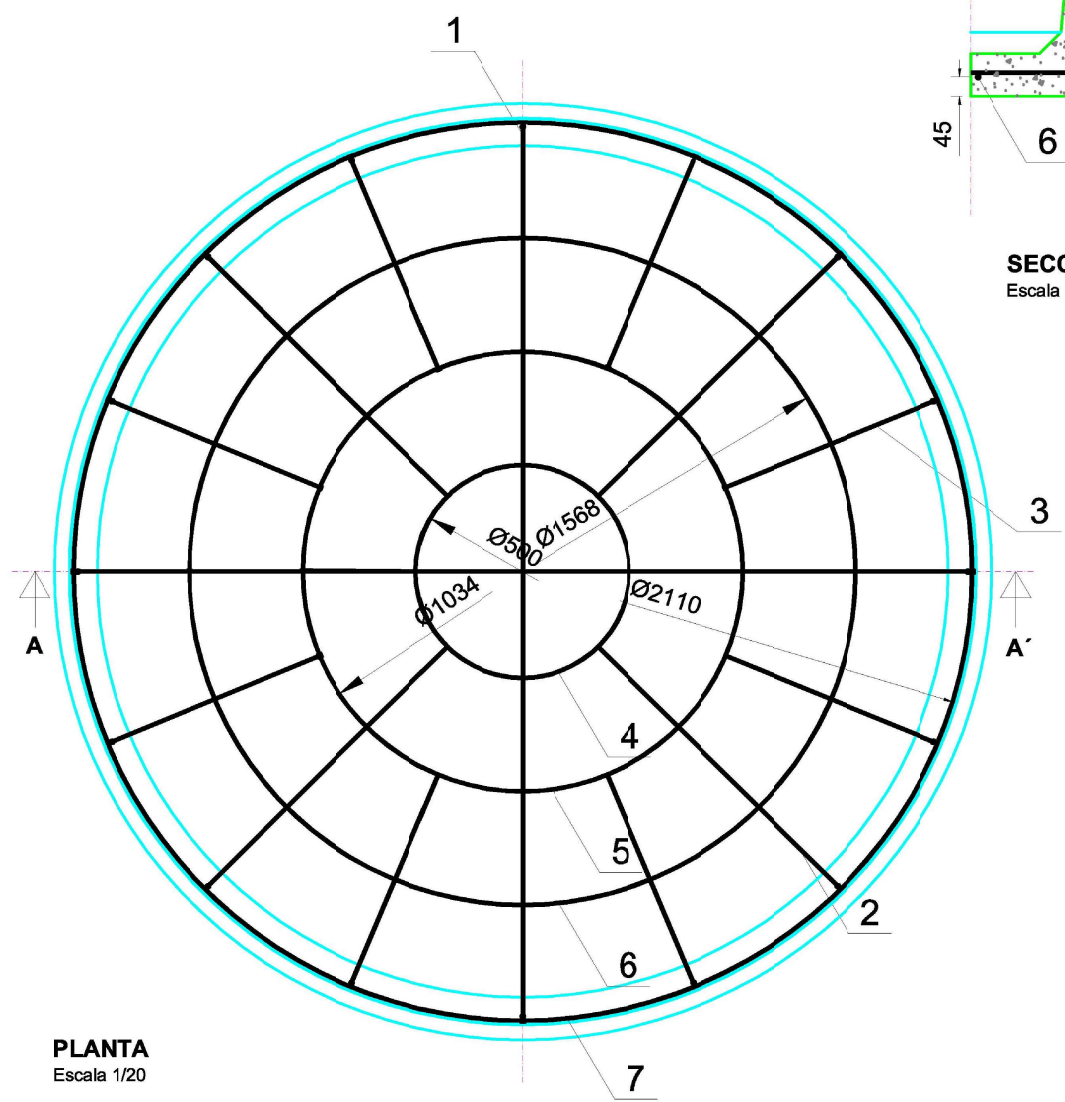 1
45
6
SECC
Escala
3
Ø1568
Ø500
Ø1034
Ø2110
A
A´
4
5
2
6
PLANTA
Escala 1/20
7